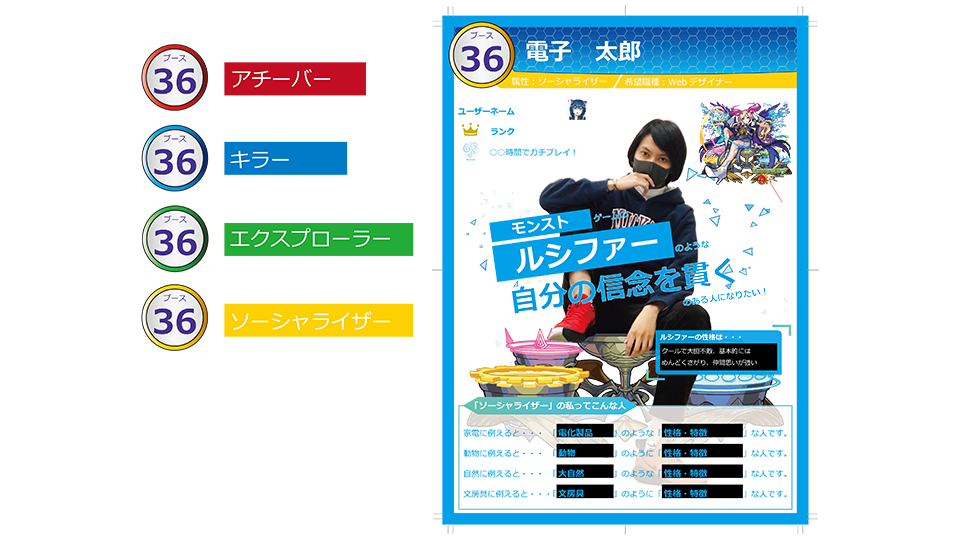 ブース
36
アチーバー
ブース
36
キラー
ブース
36
エクスプローラー
ブース
36
ソーシャライザー
ブース
36
電子　太郎
属性：ソーシャライザー
希望職種：Web デザイナー
ユーザーネーム
ランク
○○時間でガチプレイ！
モンスト
ルシファー
のような
自分の信念を貫く
のある人になりたい！
ルシファーの性格は・・・
クールで大胆不敵、基本的には
めんどくさがり、仲間思いが強い
「ソーシャライザー」の私ってこんな人
家電に例えると・・・「電化製品」のような「性格・特徴」な人です。
動物に例えると・・・「動物」のように「性格・特徴」な人です。
自然に例えると・・・「大自然」のような「性格・特徴」な人です。
文房具に例えると・・・「文房具」のように「性格・特徴」な人です。